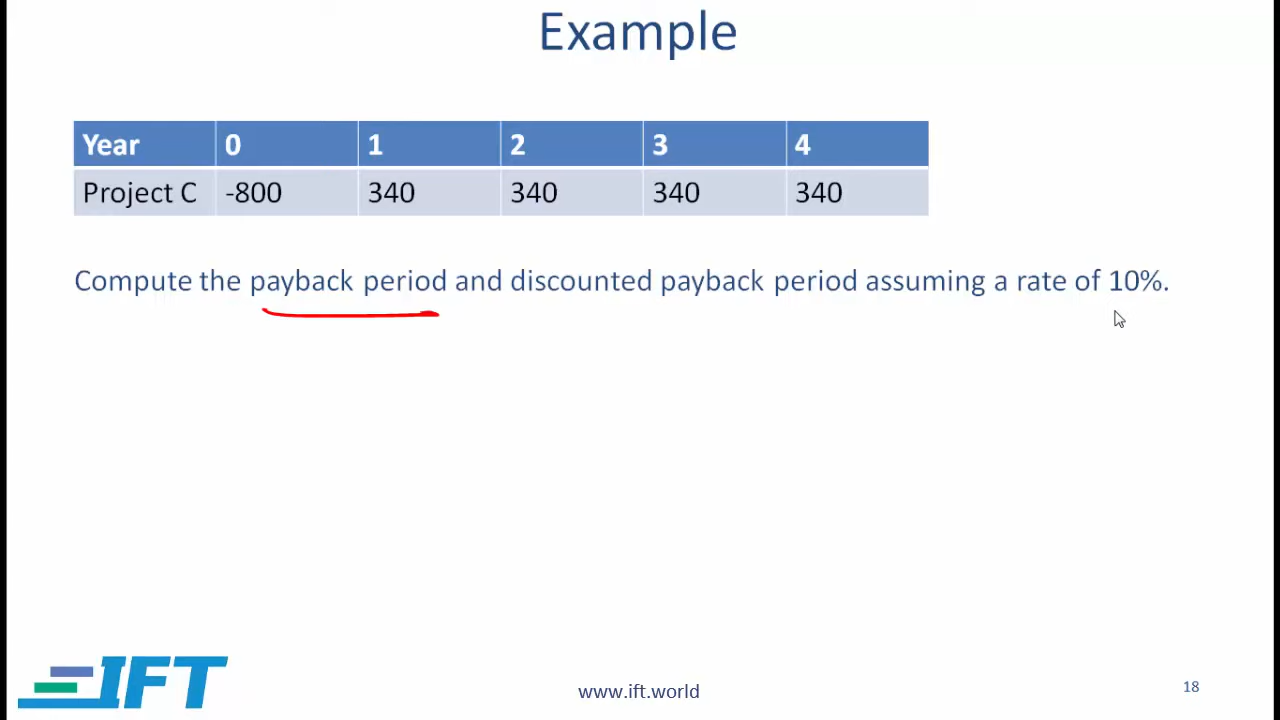 Example
Year 0 1 2 3 4
Project C -800 340 340 340 340
Compute the payback period and discounted payback period assuming a rate of 10%.
IFT
www.ift.world
18